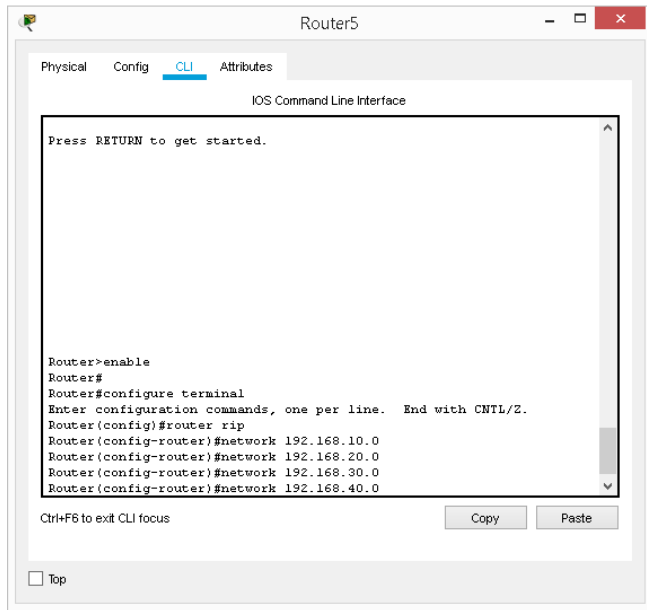 Router5
Physical Config CLI Attributes
IOS Command Line Interface
Press RETURN to get started.
Router>enable
Router#
Router#configure terminal
Enter configuration commands, one per line.  End with CNTL/Z.
Router(config)#router rip
Router(config-router)#network 192.168.10.0
Router(config-router)#network 192.168.20.0
Router(config-router)#network 192.168.30.0
Router(config-router)#network 192.168.40.0
Ctrl+F6 to exit CLI focus Copy Paste
Top